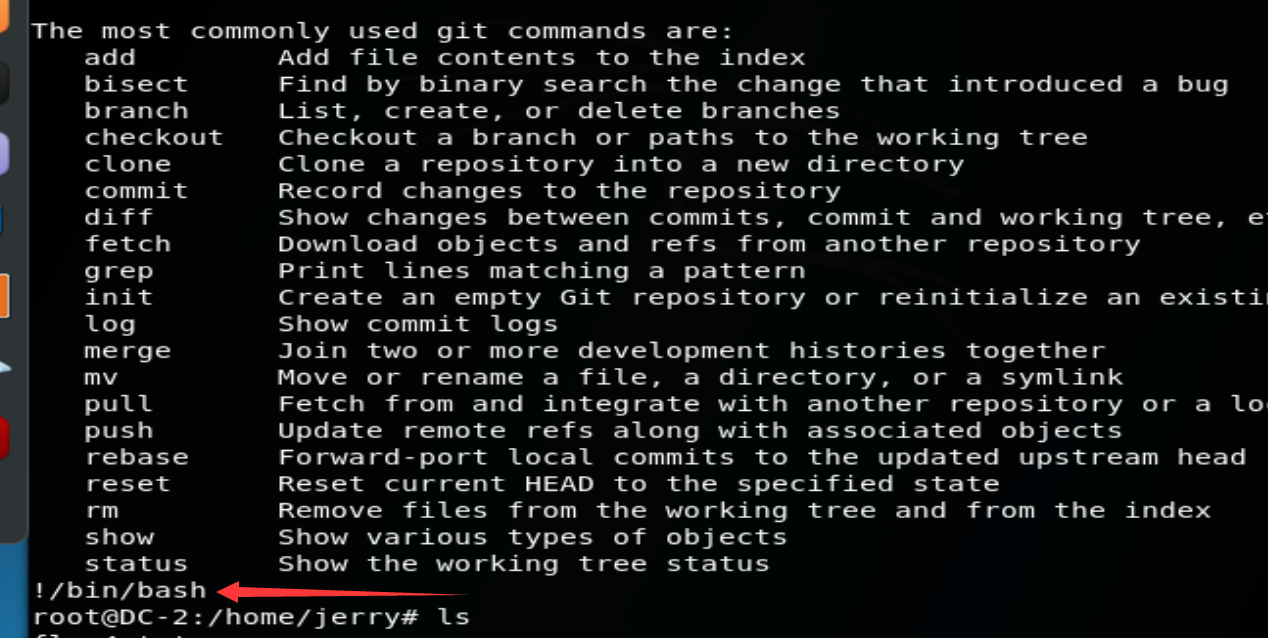 The most commonly used git commands are:
add        Add file contents to the index
bisect     Find by binary search the change that introduced a bug
branch     List, create, or delete branches
checkout   Checkout a branch or paths to the working tree
clone      Clone a repository into a new directory
commit     Record changes to the repository
diff       Show changes between commits, commit and working tree,
fetch      Download objects and refs from another repository
grep       Print lines matching a pattern
init       Create an empty Git repository or reinitialize an
log        Show commit logs
merge      Join two or more development histories together
mv         Move or rename a file, a directory, or a symlink
pull       Fetch from and integrate with another repository or a
push       Update remote refs along with associated objects
rebase     Forward-port local commits to the updated upstream head
reset      Reset current HEAD to the specified state
rm         Remove files from the working tree and from the index
show       Show various types of objects
status     Show the working tree status
!/bin/bash
root@DC-2:/home/jerry# ls